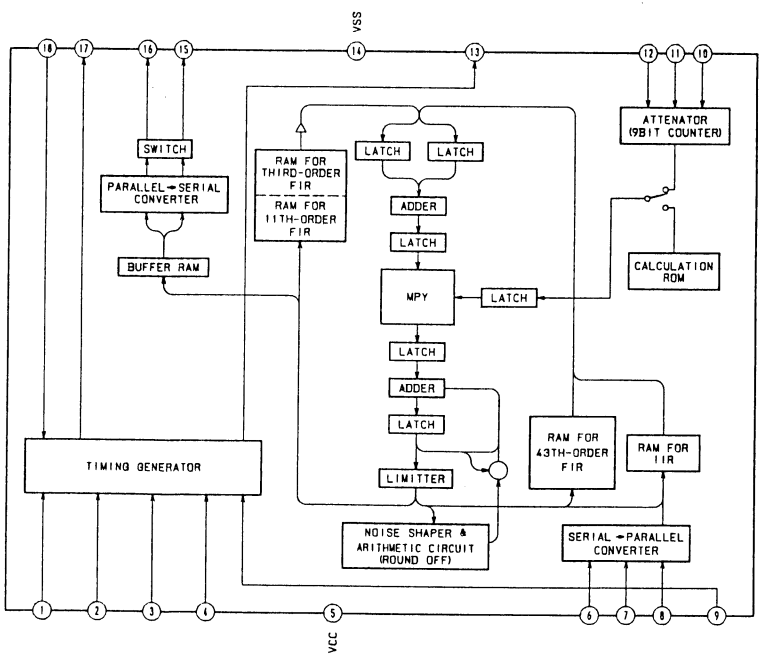 VSS
18
17
16
15
14
13
12
11
10
ATTENATOR
(9BIT COUNTER)
SWITCH
LATCH
LATCH
RAM FOR
THIRD-ORDER
FIR
RAM FOR
11TH-ORDER
FIR
PARALLEL→SERIAL
CONVERTER
ADDER
LATCH
BUFFER RAM
CALCULATION
ROM
MPY
LATCH
LATCH
ADDER
LATCH
RAM FOR
43TH-ORDER
FIR
RAM FOR
IIR
TIMING GENERATOR
LIMITTER
NOISE SHAPER &
ARITHMETIC CIRCUIT
(ROUND OFF)
SERIAL→PARALLEL
CONVERTER
1
2
3
4
5
6
7
8
9
VCC